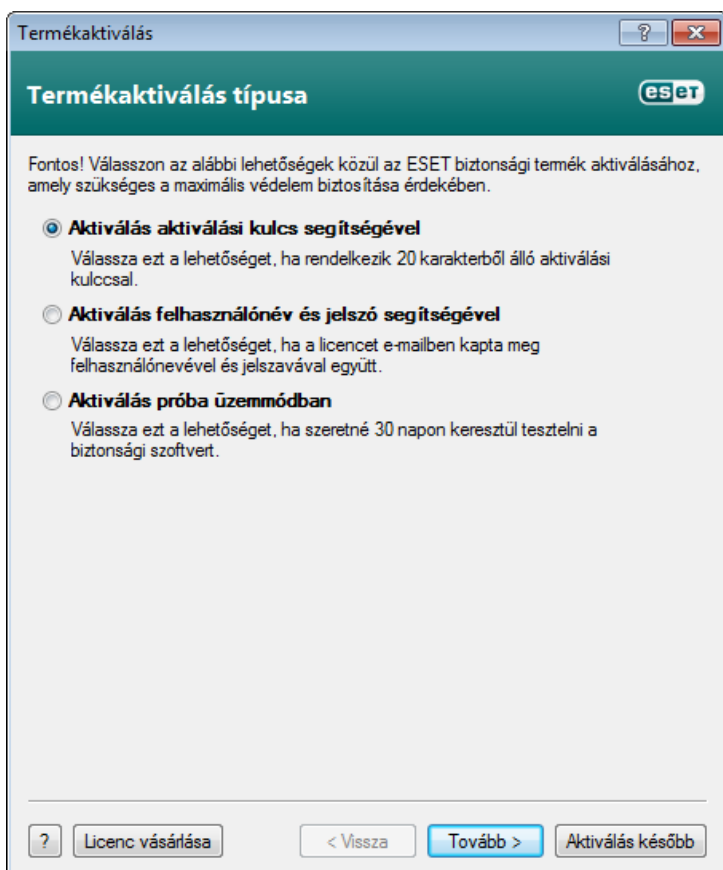 Termékaktiválás
Termékaktiválás típusa
eset
Fontos! Válasszon az alábbi lehetőségek közül az ESET biztonsági termék aktiválásához,
amely szükséges a maximális védelem biztosítása érdekében.
Aktiválás aktiválási kulcs segítségével
Válassza ezt a lehetőséget, ha rendelkezik 20 karakterből álló aktiválási
kulccsal.
Aktiválás felhasználónév és jelszó segítségével
Válassza ezt a lehetőséget, ha a licencet e-mailben kapta meg
felhasználónevével és jelszavával együtt.
Aktiválás próba üzemmódban
Válassza ezt a lehetőséget, ha szeretné 30 napon keresztül tesztelni a
biztonsági szoftvert.
? Licenc vásárlása < Vissza Tovább > Aktiválás később